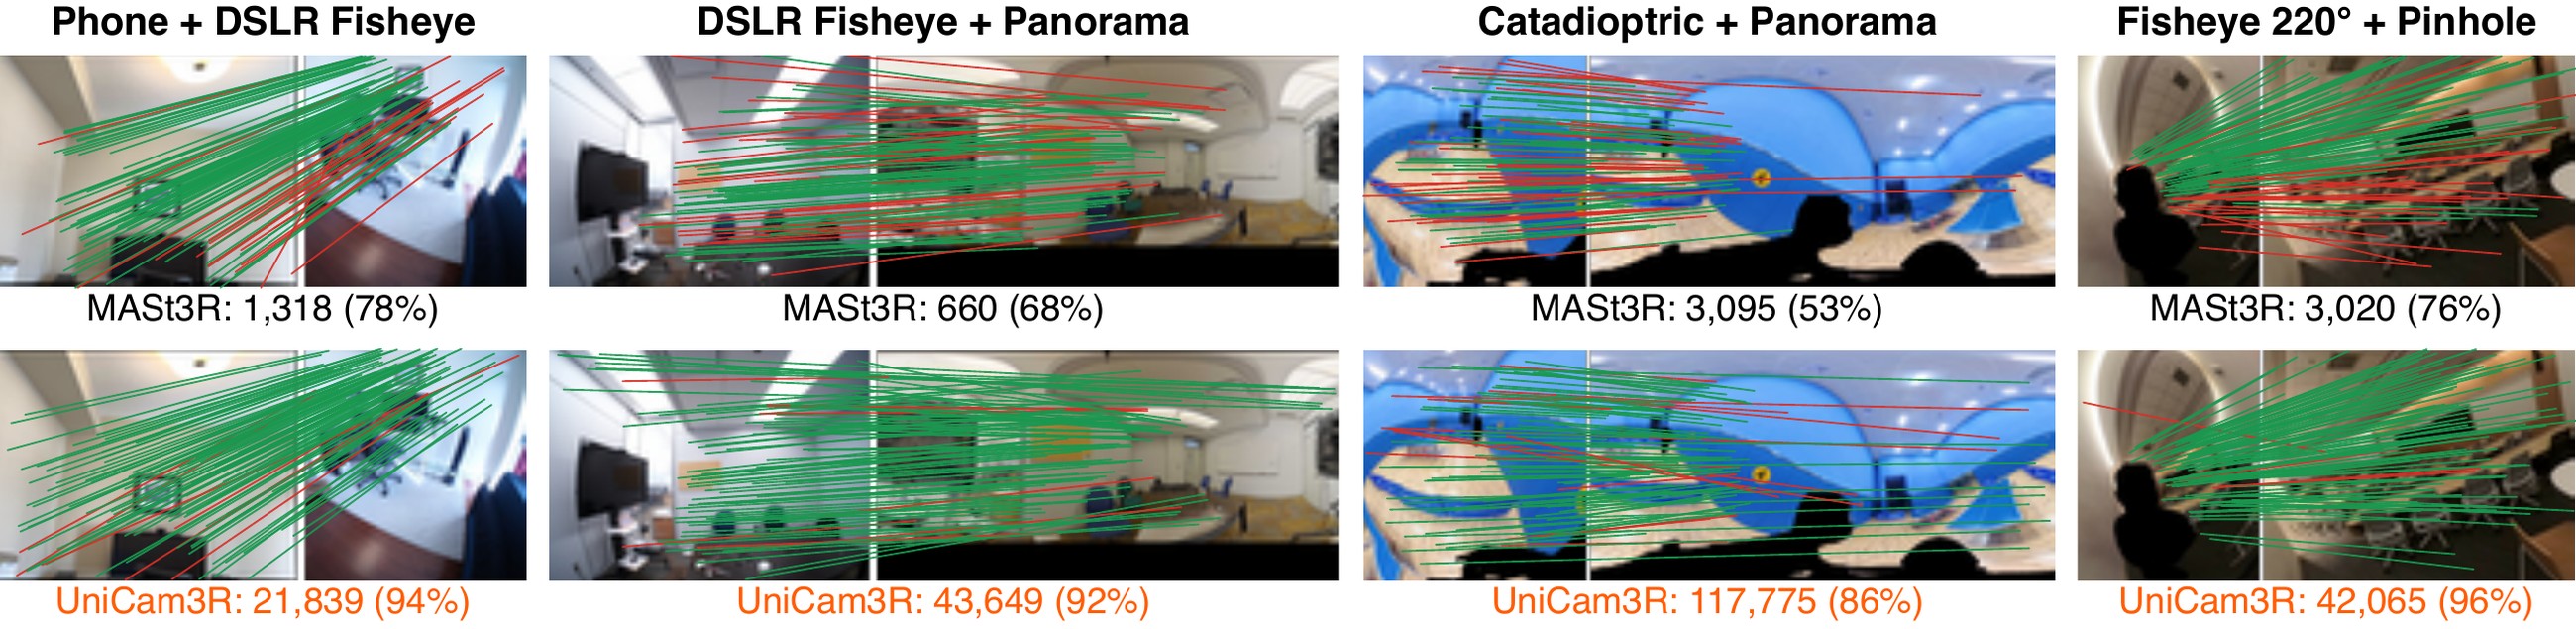 Phone + DSLR Fisheye
DSLR Fisheye + Panorama
Catadioptric + Panorama
Fisheye 220° + Pinhole
MASt3R: 1,318 (78%)
MASt3R: 660 (68%)
MASt3R: 3,095 (53%)
MASt3R: 3,020 (76%)
UniCam3R: 21,839 (94%)
UniCam3R: 43,649 (92%)
UniCam3R: 117,775 (86%)
UniCam3R: 42,065 (96%)